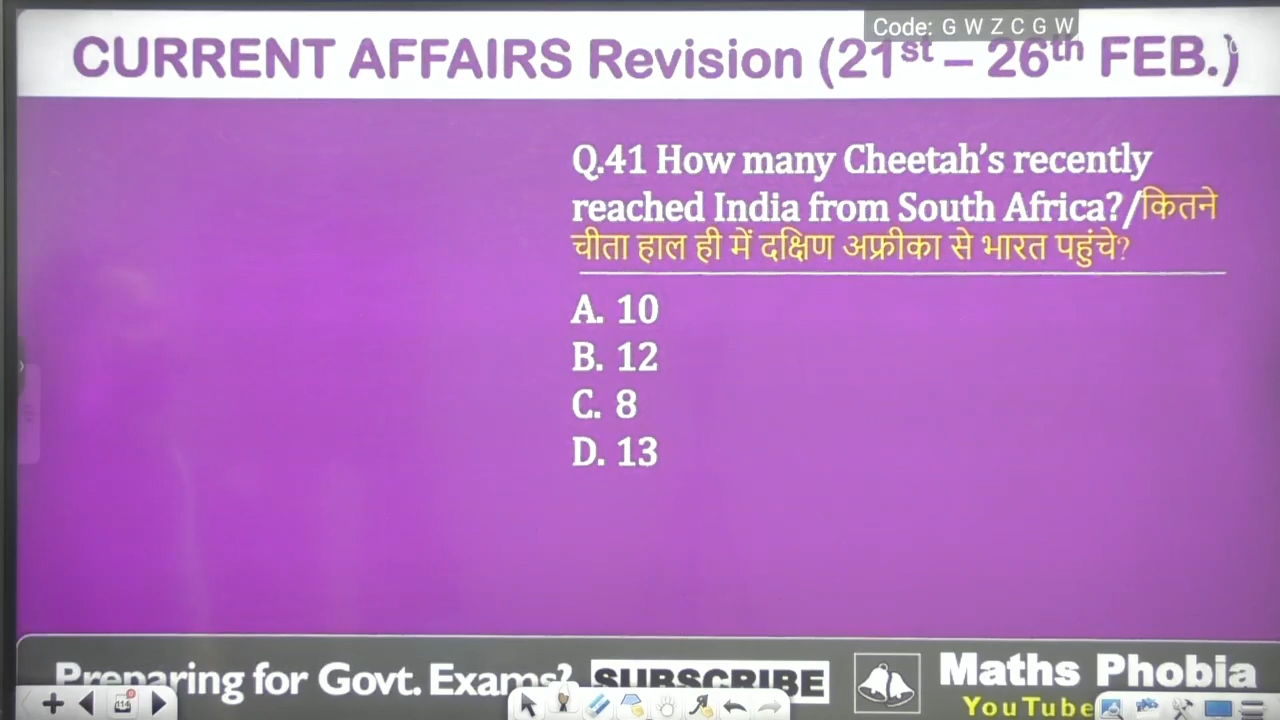 Code: G W Z C G W
CURRENT AFFAIRS Revision (21st – 26th FEB.)
Q.41 How many Cheetah's recently
reached India from South Africa?/कितने
चीता हाल ही में दक्षिण अफ्रीका से भारत पहुंचे?
A. 10
B. 12
C. 8
D. 13
Preparing for Govt. Exams? SUBSCRIBE
Maths Phobia
YouTube
114